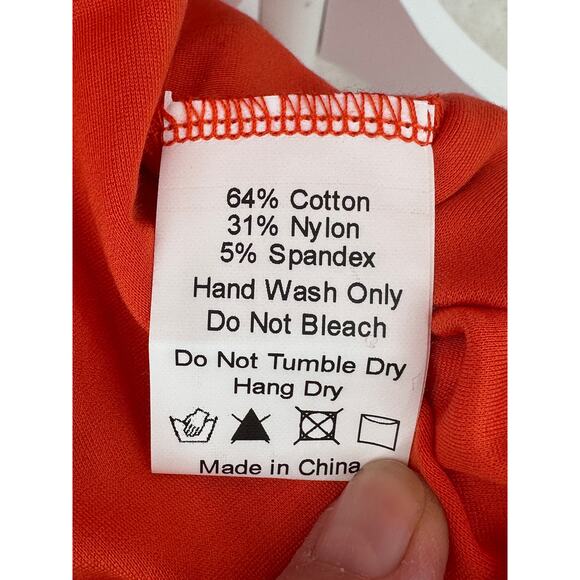 64% Cotton
31% Nylon
5% Spandex
Hand Wash Only
Do Not Bleach
Do Not Tumble Dry
Hang Dry
Made in China